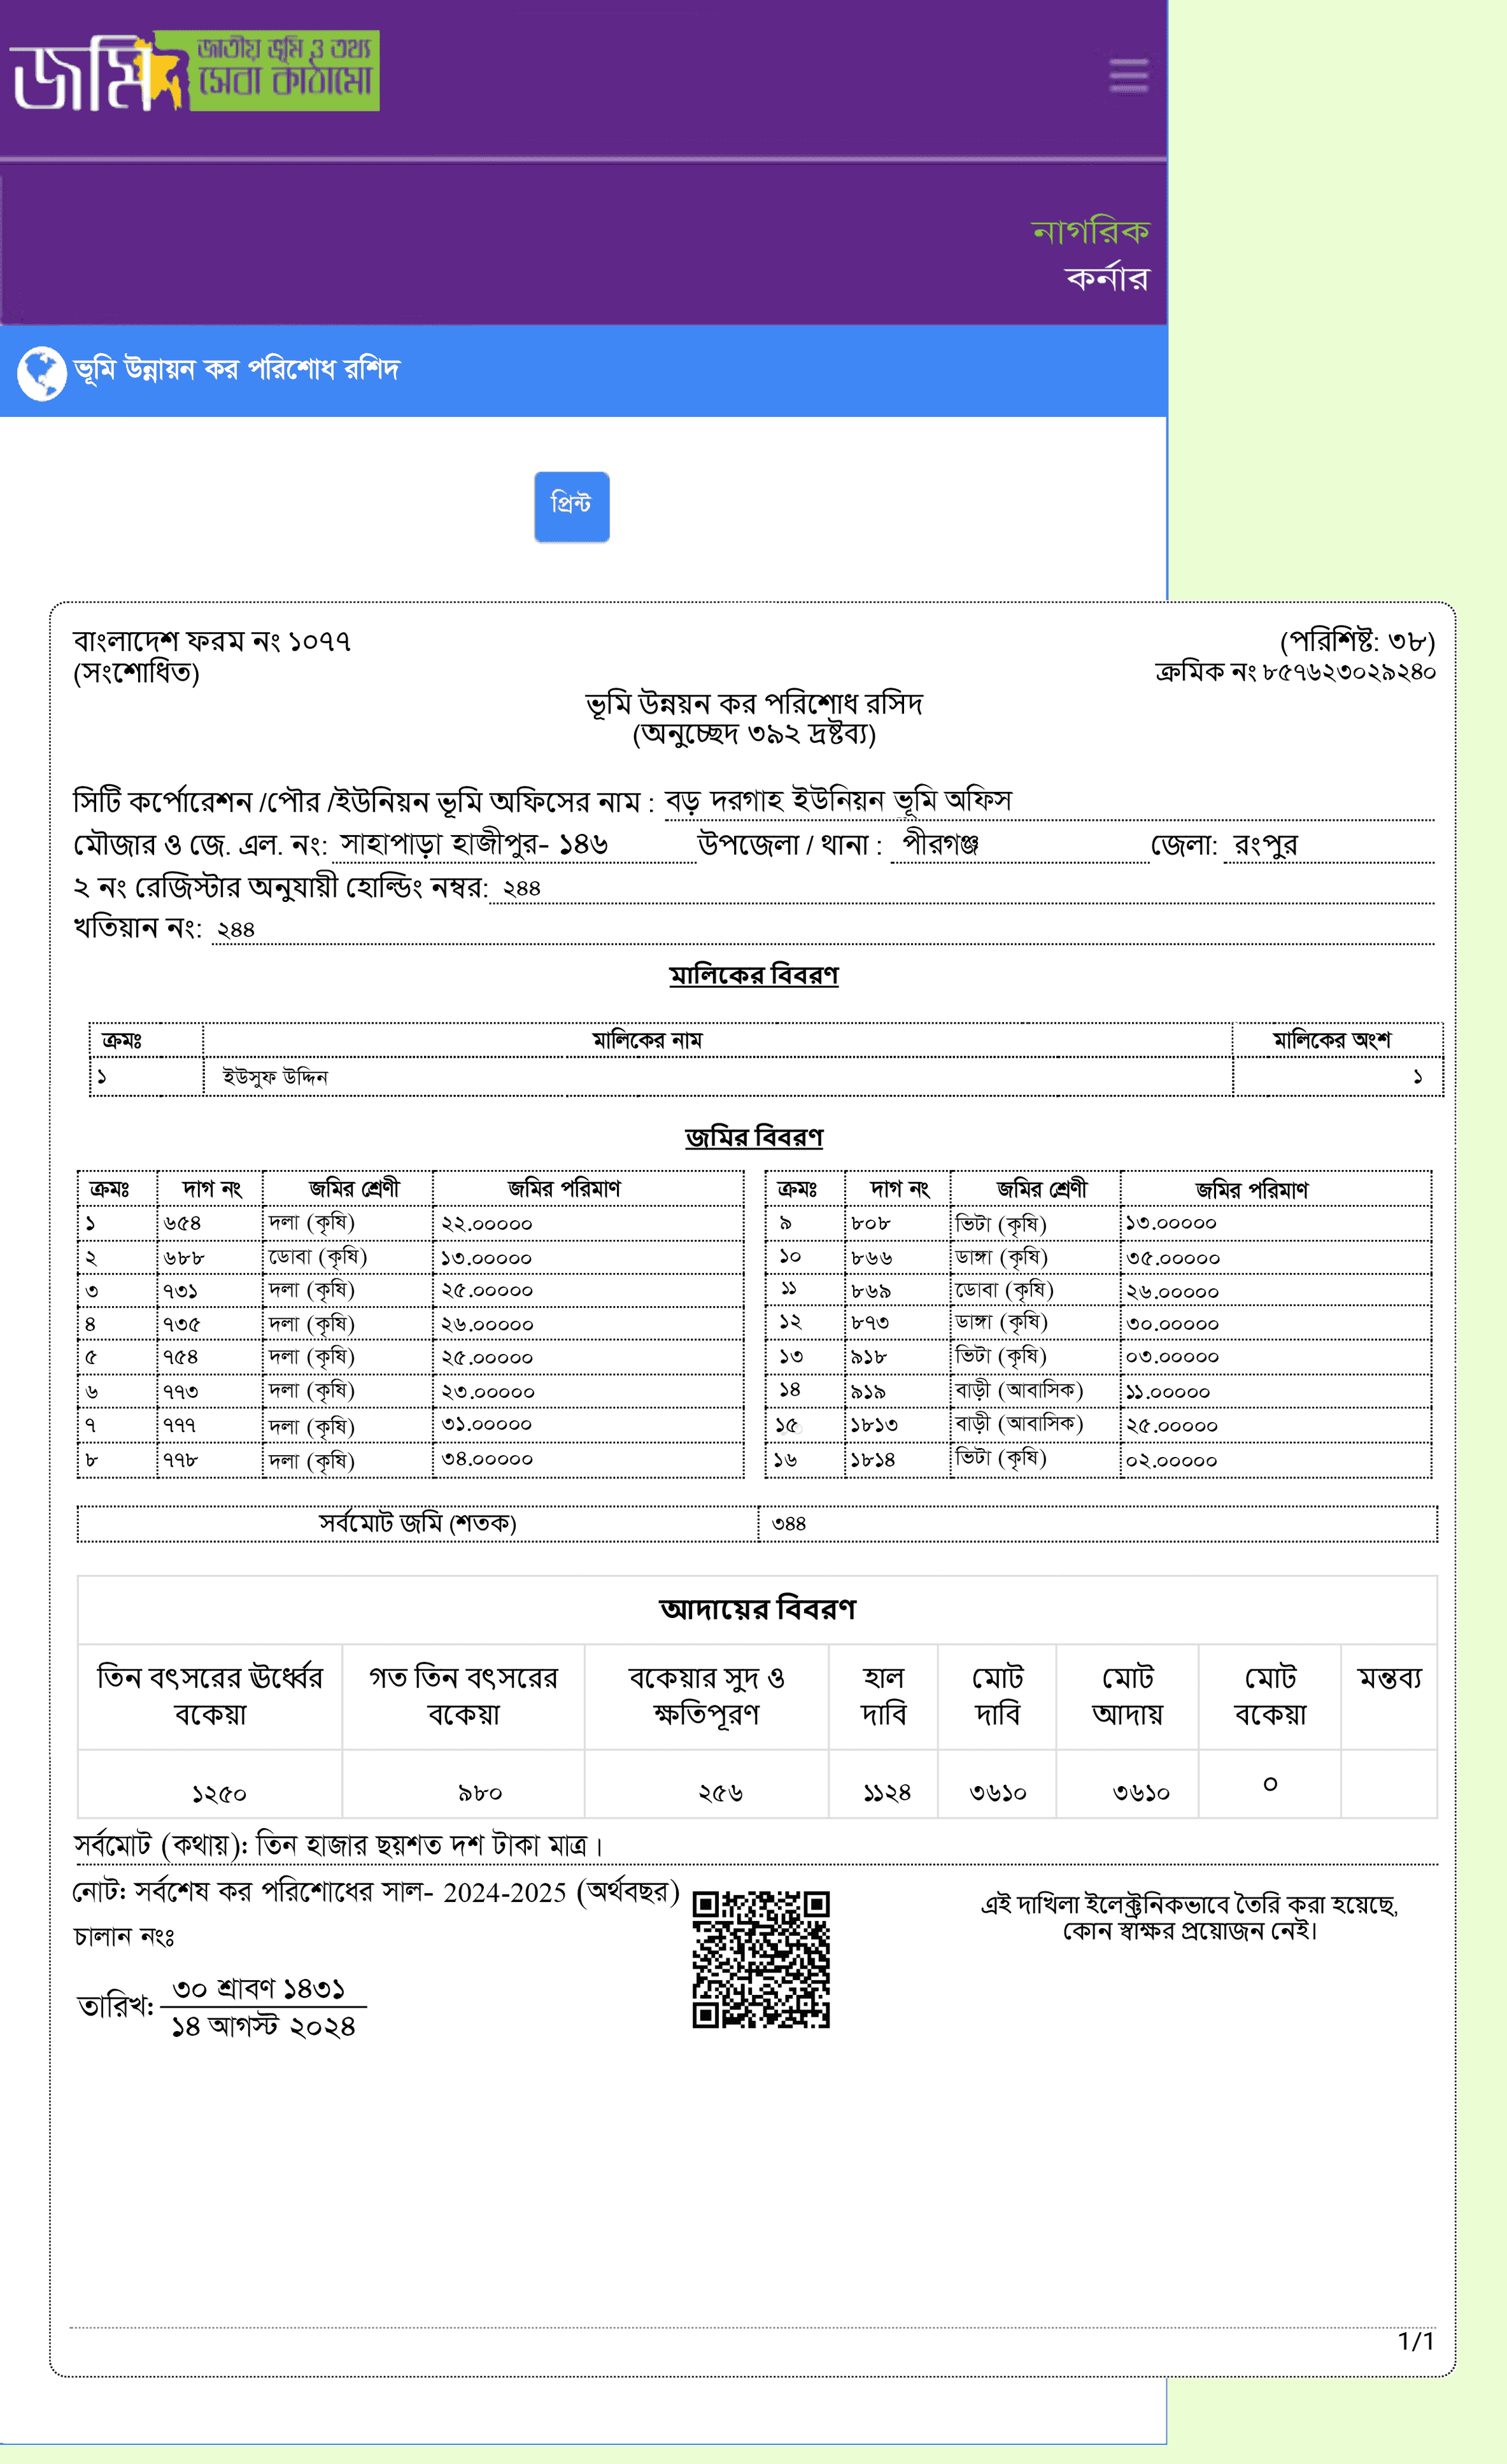 জমি জাতীয় ভূমি ও তথ্য
সেবা কাঠামো
নাগরিক
কর্নার
ভূমি উন্নায়ন কর পরিশোধ রশিদ
প্রিন্ট
বাংলাদেশ ফরম নং ১০৭৭ (পরিশিষ্ট: ৩৮)
(সংশোধিত) ক্রমিক নং ৮৫৭৬২৩০২৯২৪০
ভূমি উন্নয়ন কর পরিশোধ রসিদ
(অনুচ্ছেদ ৩৯২ দ্রষ্টব্য)
সিটি কর্পোরেশন /পৌর /ইউনিয়ন ভূমি অফিসের নাম : বড় দরগাহ ইউনিয়ন ভূমি অফিস
মৌজার ও জে. এল. নং: সাহাপাড়া হাজীপুর- ১৪৬ উপজেলা / থানা : পীরগঞ্জ জেলা: রংপুর
২ নং রেজিস্টার অনুযায়ী হোল্ডিং নম্বর: ২৪৪
খতিয়ান নং: ২৪৪
মালিকের বিবরণ
ক্রমঃ মালিকের নাম মালিকের অংশ
১ ইউসুফ উদ্দিন ১
জমির বিবরণ
ক্রমঃ দাগ নং জমির শ্রেণী জমির পরিমাণ ক্রমঃ দাগ নং জমির শ্রেণী জমির পরিমাণ
১ ৬৫৪ দলা (কৃষি) ২২.০০০০০ ৯ ৮০৮ ভিটা (কৃষি) ১৩.০০০০০
২ ৬৮৮ ডোবা (কৃষি) ১৩.০০০০০ ১০ ৮৬৬ ডাঙ্গা (কৃষি) ৩৫.০০০০০
৩ ৭৩১ দলা (কৃষি) ২৫.০০০০০ ১১ ৮৬৯ ডোবা (কৃষি) ২৬.০০০০০
৪ ৭৩৫ দলা (কৃষি) ২৬.০০০০০ ১২ ৮৭৩ ডাঙ্গা (কৃষি) ৩০.০০০০০
৫ ৭৫৪ দলা (কৃষি) ২৫.০০০০০ ১৩ ৯১৮ ভিটা (কৃষি) ০৩.০০০০০
৬ ৭৭৩ দলা (কৃষি) ২৩.০০০০০ ১৪ ৯১৯ বাড়ী (আবাসিক) ১১.০০০০০
৭ ৭৭৭ দলা (কৃষি) ৩১.০০০০০ ১৫ ১৮১৩ বাড়ী (আবাসিক) ২৫.০০০০০
৮ ৭৭৮ দলা (কৃষি) ৩৪.০০০০০ ১৬ ১৮১৪ ভিটা (কৃষি) ০২.০০০০০
সর্বমোট জমি (শতক) ৩৪৪
আদায়ের বিবরণ
তিন বৎসরের ঊর্ধ্বের গত তিন বৎসরের বকেয়ার সুদ ও হাল মোট মোট মোট মন্তব্য
বকেয়া বকেয়া ক্ষতিপূরণ দাবি দাবি আদায় বকেয়া
১২৫০ ৯৮০ ২৫৬ ১১২৪ ৩৬১০ ৩৬১০ ০
সর্বমোট (কথায়): তিন হাজার ছয়শত দশ টাকা মাত্র।
নোট: সর্বশেষ কর পরিশোধের সাল- 2024-2025 (অর্থবছর)
এই দাখিলা ইলেক্ট্রনিকভাবে তৈরি করা হয়েছে,
কোন স্বাক্ষর প্রয়োজন নেই।
চালান নংঃ
তারিখ: ৩০ শ্রাবণ ১৪৩১
১৪ আগস্ট ২০২৪
1/1